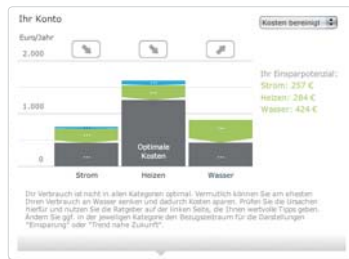 Ihr Konto
Kosten bereinigt
Euro/Jahr
2.000
1.000
0
Optimale
Kosten
Strom
Heizen
Wasser
Ihr Einsparpotenzial:
Strom: 257 €
Heizen: 284 €
Wasser: 424 €
Ihr Verbrauch ist nicht in allen Kategorien optimal. Vermutlich können Sie am ehesten
Ihren Verbrauch an Wasser senken und dadurch Kosten sparen. Prüfen Sie die Ursachen
hierfür und nutzen Sie die Ratgeber auf der linken Seite, die Ihnen wertvolle Tipps geben.
Ändern Sie ggf. in der jeweiligen Kategorie den Bezugszeitraum für die Darstellungen
"Einsparung" oder "Trend nahe Zukunft".